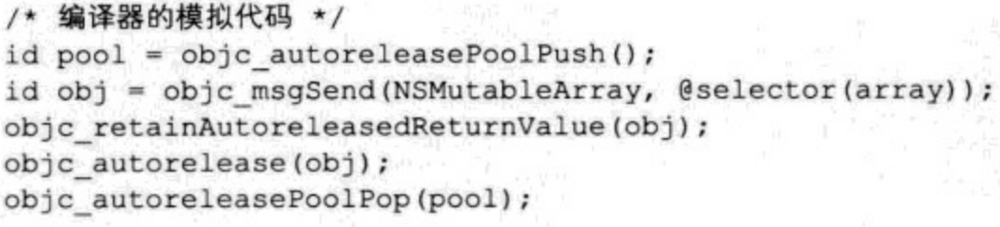 /* 编译器的模拟代码 */
id pool = objc_autoreleasePoolPush();
id obj = objc_msgSend(NSMutableArray, @selector(array));
objc_retainAutoreleasedReturnValue(obj);
objc_autorelease(obj);
objc_autoreleasePoolPop(pool);